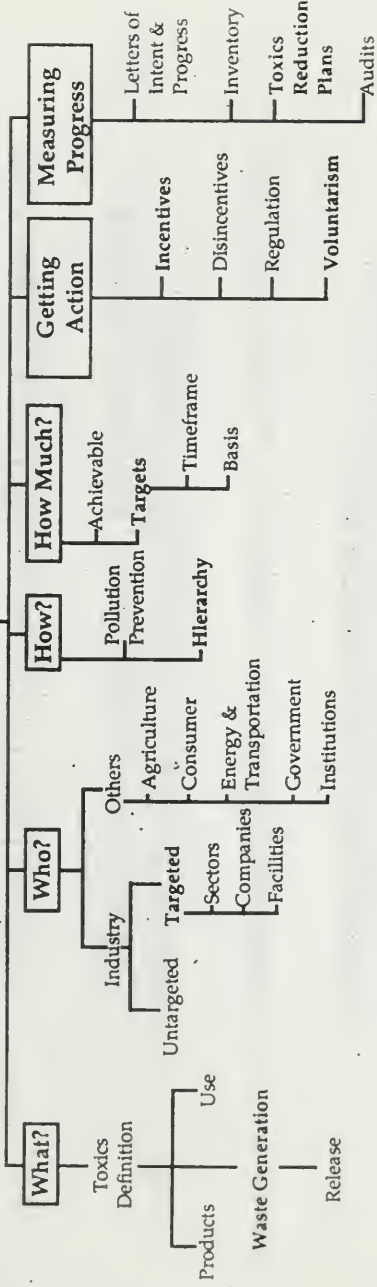 What?
Toxics
Definition
Products
Use
Waste Generation
Release
Who?
Industry
Untargeted
Targeted
Sectors
Companies
Facilities
Others
Agriculture
Consumer
Energy &
Transportation
Government
Institutions
How?
Pollution
Prevention
Hierarchy
How Much?
Achievable
Targets
Timeframe
Basis
Getting
Action
Incentives
Disincentives
Regulation
Voluntarism
Measuring
Progress
Letters of
Intent &
Progress
Inventory
Toxics
Reduction
Plans
Audits